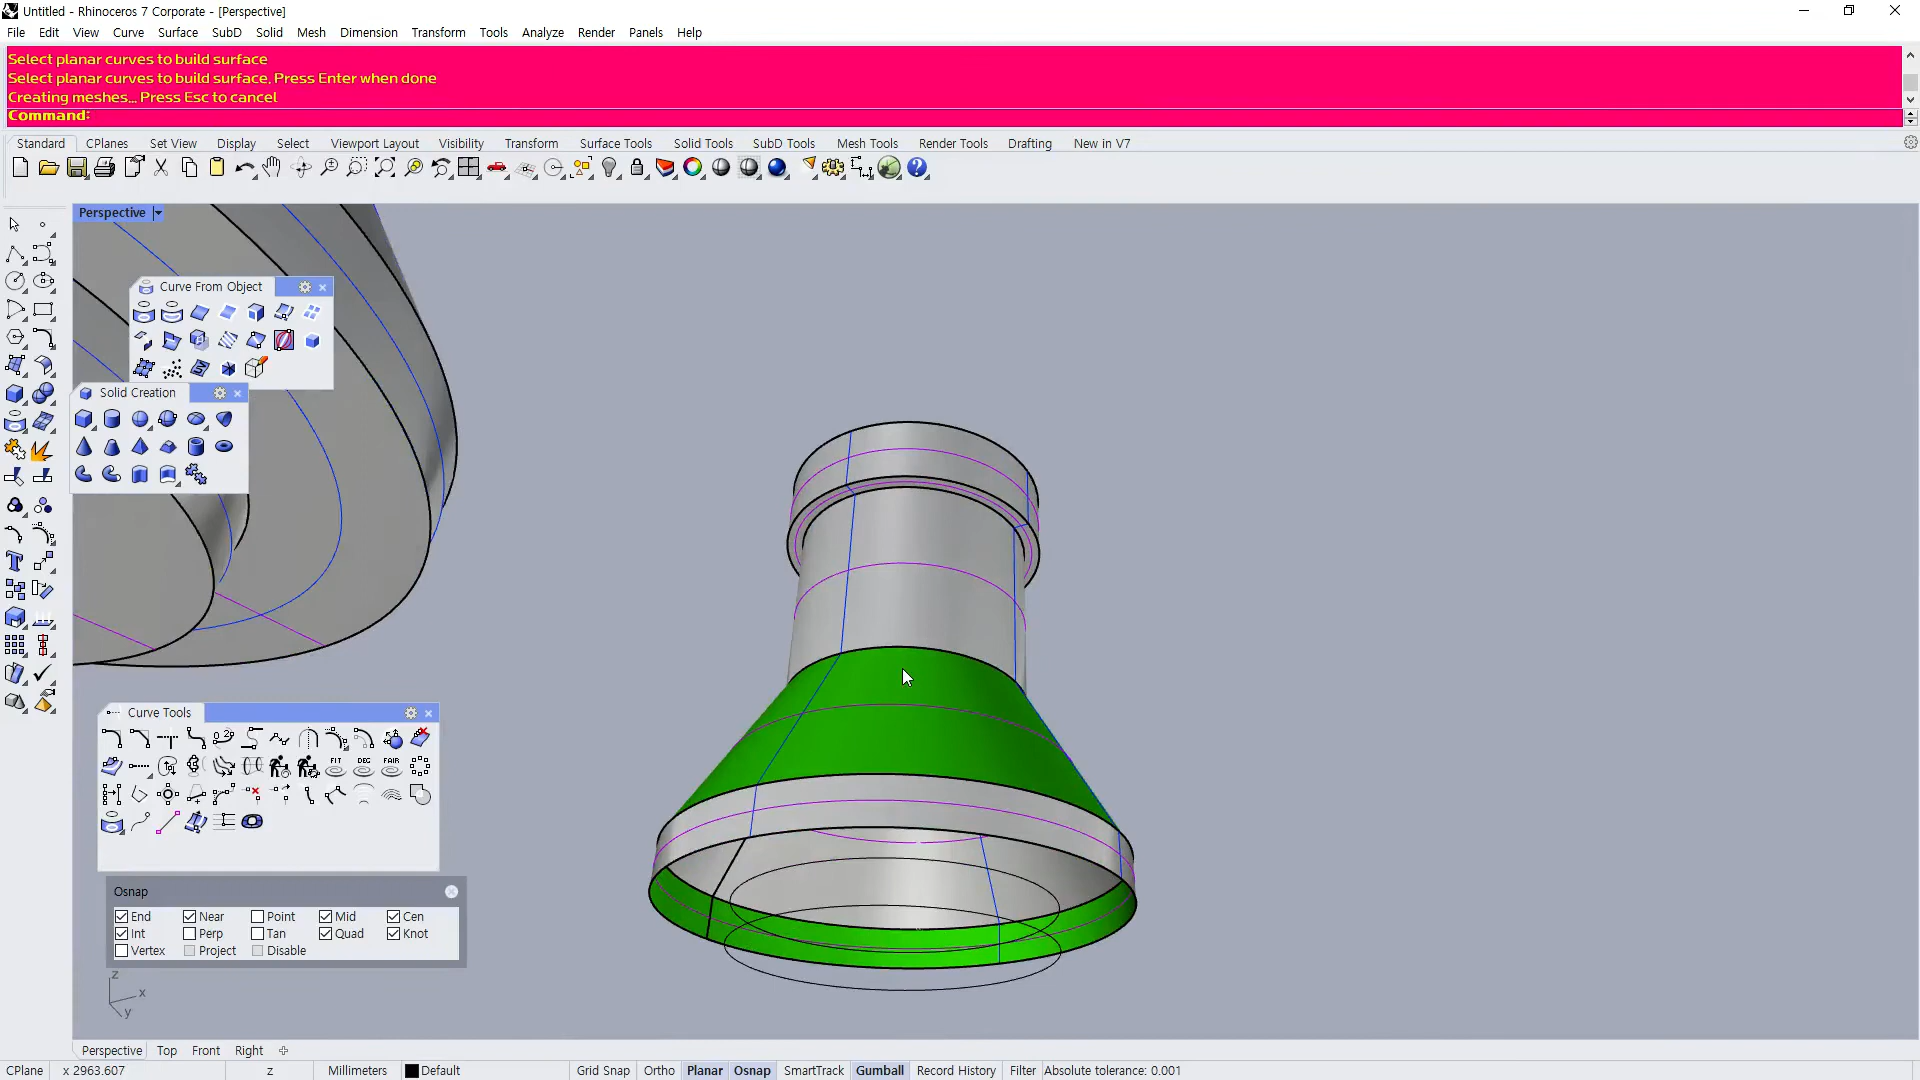 Untitled - Rhinoceros 7 Corporate - [Perspective]
File Edit View Curve Surface SubD Solid Mesh Dimension Transform Tools Analyze Render Panels Help
Select planar curves to build surface
Select planar curves to build surface. Press Enter when done
Creating meshes... Press Esc to cancel
Command:
Standard CPlanes Set View Display Select Viewport Layout Visibility Transform Surface Tools Solid Tools SubD Tools Mesh Tools Render Tools Drafting New in V7
Perspective
Curve From Object
Solid Creation
Curve Tools
FIT DEG FAIR
Osnap
End Near Point Mid Cen
Int Perp Tan Quad Knot
Vertex Project Disable
z
x
y
Perspective Top Front Right
CPlane x 2963.607 z Millimeters Default Grid Snap Ortho Planar Osnap SmartTrack Gumball Record History Filter Absolute tolerance: 0.001